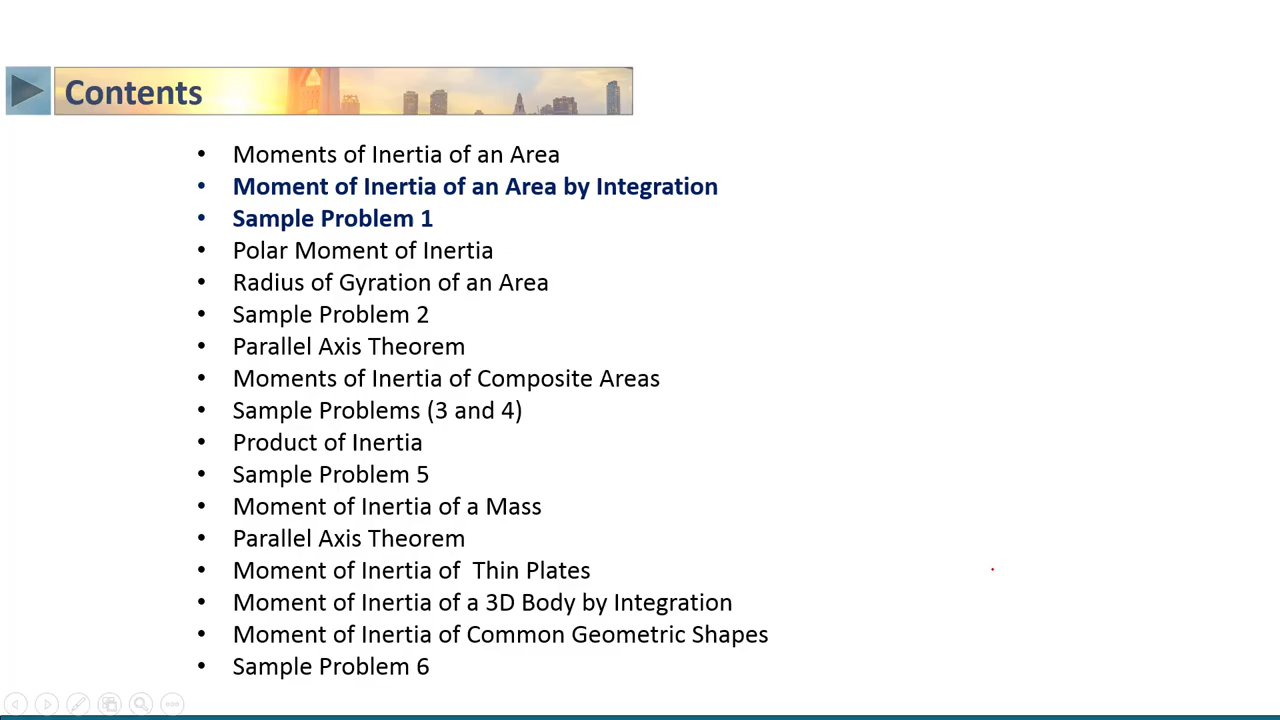 Contents
• Moments of Inertia of an Area
• Moment of Inertia of an Area by Integration
• Sample Problem 1
• Polar Moment of Inertia
• Radius of Gyration of an Area
• Sample Problem 2
• Parallel Axis Theorem
• Moments of Inertia of Composite Areas
• Sample Problems (3 and 4)
• Product of Inertia
• Sample Problem 5
• Moment of Inertia of a Mass
• Parallel Axis Theorem
• Moment of Inertia of  Thin Plates
• Moment of Inertia of a 3D Body by Integration
• Moment of Inertia of Common Geometric Shapes
• Sample Problem 6